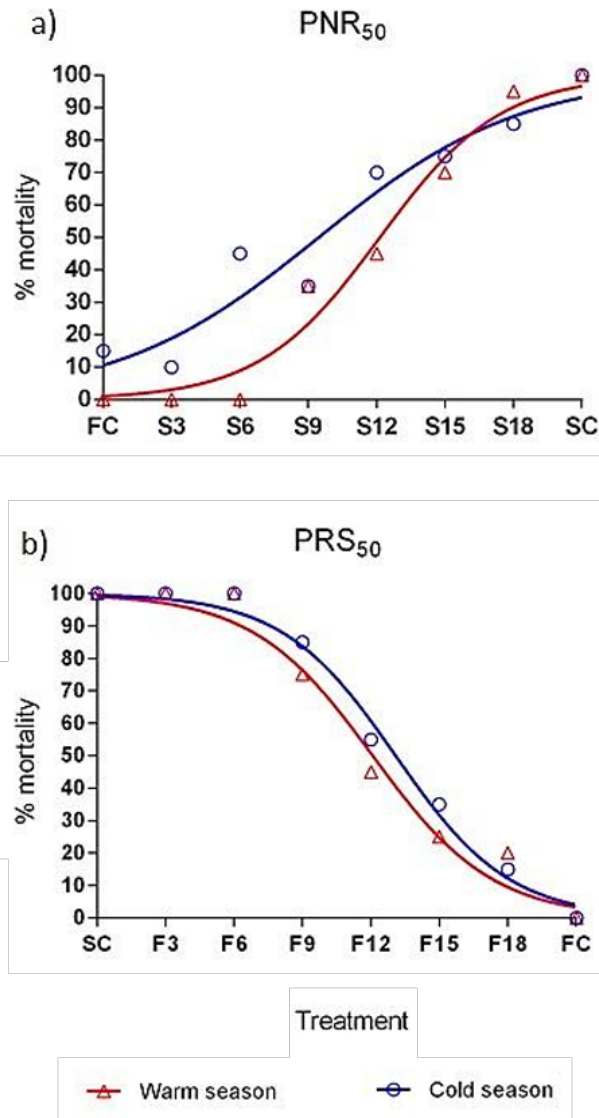 a)
PNR50
% mortality
100
90
80
70
60
50
40
30
20
10
0
FC S3 S6 S9 S12 S15 S18 SC
b)
PRS50
% mortality
100
90
80
70
60
50
40
30
20
10
0
SC F3 F6 F9 F12 F15 F18 FC
Treatment
Warm season Cold season